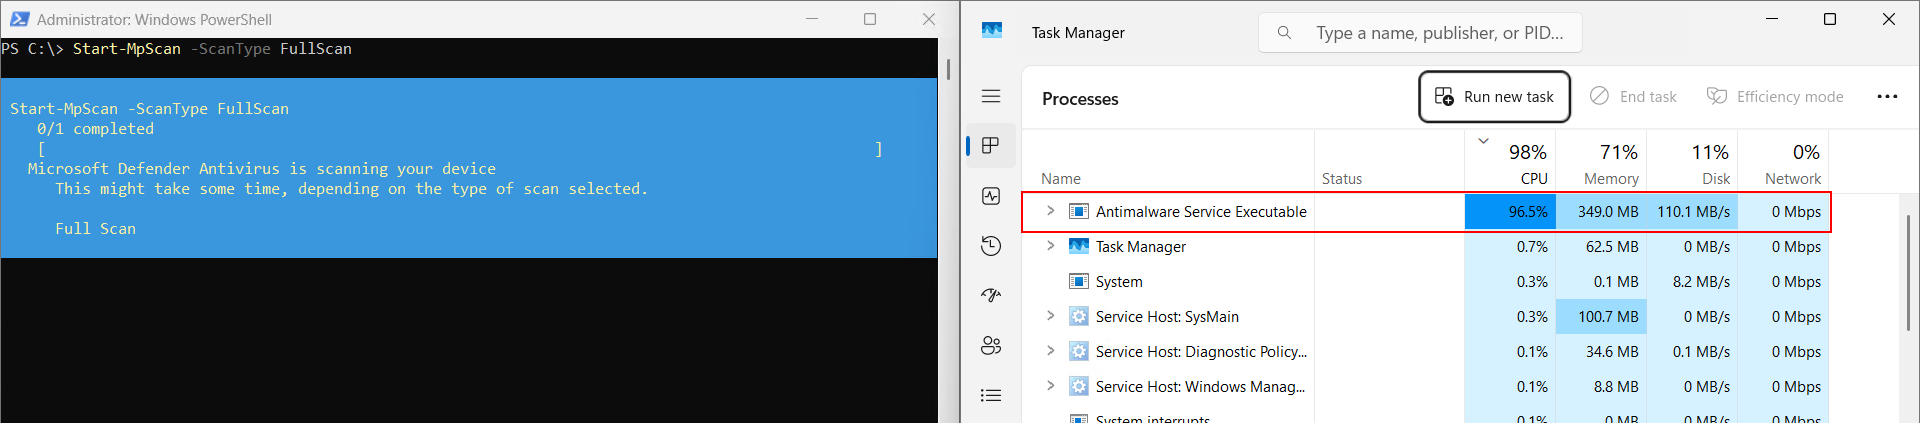 Administrator: Windows PowerShell
PS C:\> Start-MpScan -ScanType FullScan
Start-MpScan -ScanType FullScan
0/1 completed
[ ]
Microsoft Defender Antivirus is scanning your device
This might take some time, depending on the type of scan selected.
Full Scan
Task Manager
Type a name, publisher, or PID...
Processes
Run new task
End task
Efficiency mode
98% 71% 11% 0%
Name Status CPU Memory Disk Network
Antimalware Service Executable 96.5% 349.0 MB 110.1 MB/s 0 Mbps
Task Manager 0.7% 62.5 MB 0 MB/s 0 Mbps
System 0.3% 0.1 MB 8.2 MB/s 0 Mbps
Service Host: SysMain 0.3% 100.7 MB 0 MB/s 0 Mbps
Service Host: Diagnostic Policy... 0.1% 34.6 MB 0.1 MB/s 0 Mbps
Service Host: Windows Manag... 0.1% 8.8 MB 0 MB/s 0 Mbps
System interrupts 0.1% 0 MB 0 MB/s 0 Mbps